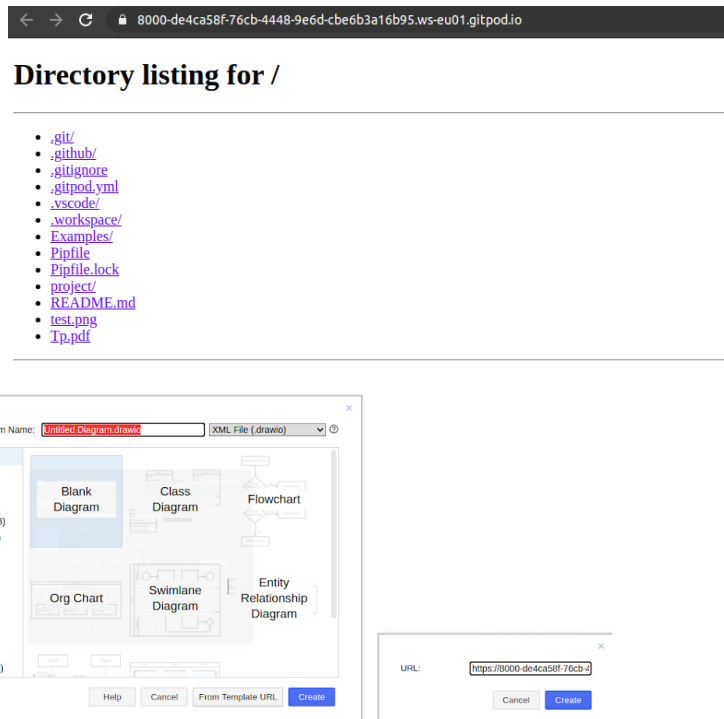 8000-de4ca58f-76cb-4448-9e6d-cbe6b3a16b95.ws-eu01.gitpod.io
Directory listing for /
.git/
.github/
.gitignore
.gitpod.yml
.vscode/
.workspace/
Examples/
Pipfile
Pipfile.lock
project/
README.md
test.png
Tp.pdf
m Name: Untitled Diagram.drawio XML File (.drawio)
Blank Diagram
Class Diagram
Flowchart
Org Chart
Swimlane Diagram
Entity Relationship Diagram
Help Cancel From Template URL Create
URL: https://8000-de4ca58f-76cb-4
Cancel Create